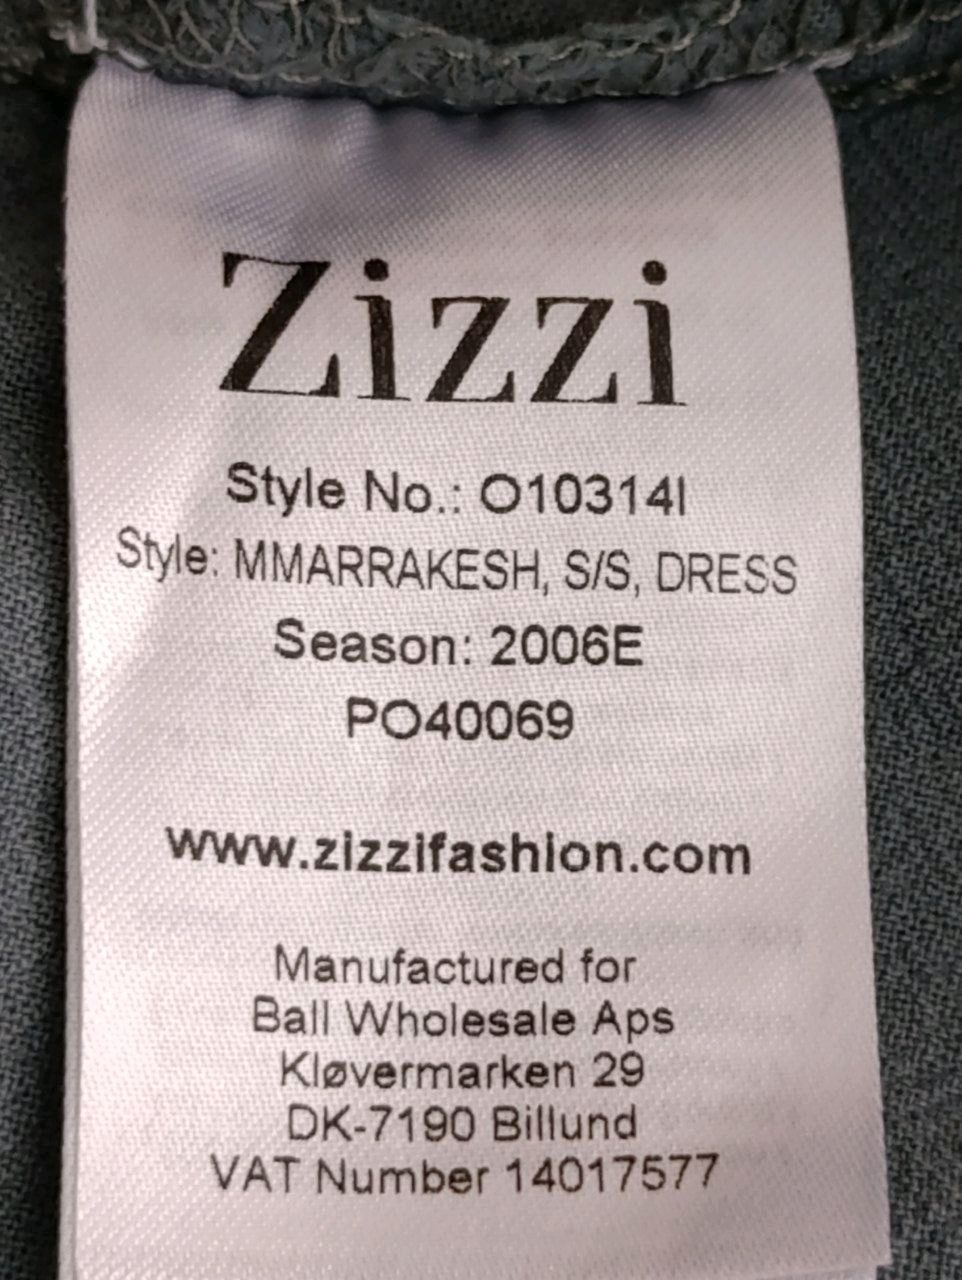 Zizzi
Style No.: O10314I
Style: MMARRAKESH, S/S, DRESS
Season: 2006E
PO40069
www.zizzifashion.com
Manufactured for
Ball Wholesale Aps
Kløvermarken 29
DK-7190 Billund
VAT Number 14017577